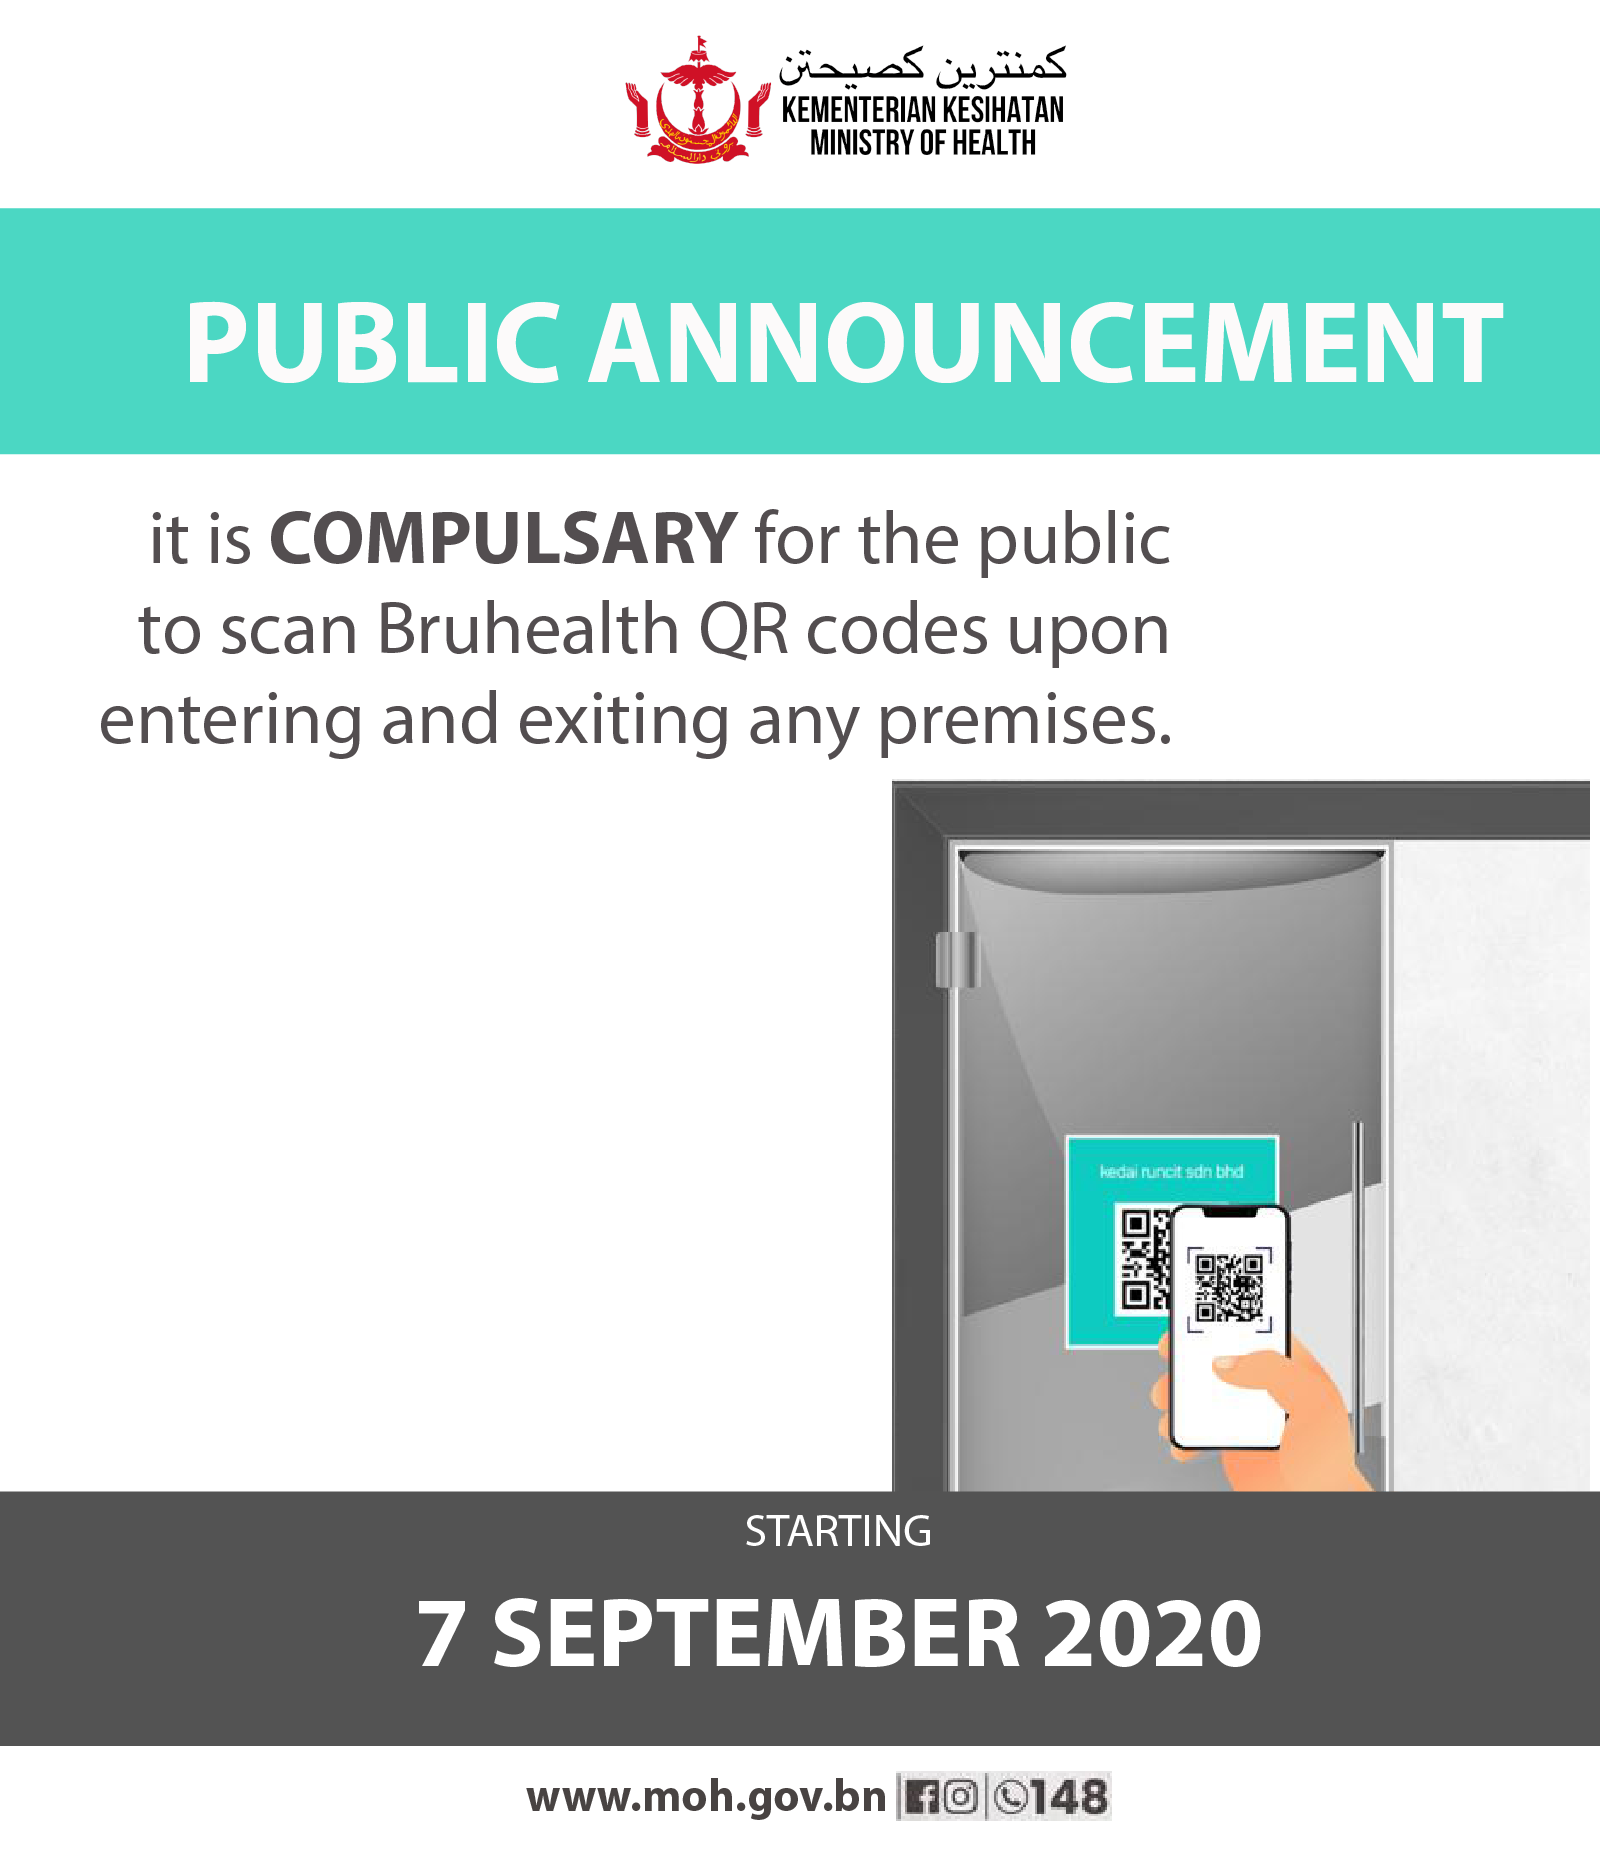 كمنترين كصيحتن
KEMENTERIAN KESIHATAN
MINISTRY OF HEALTH
PUBLIC ANNOUNCEMENT
it is COMPULSARY for the public
to scan Bruhealth QR codes upon
entering and exiting any premises.
kedai runcit sdn bhd
STARTING
7 SEPTEMBER 2020
www.moh.gov.bn 148